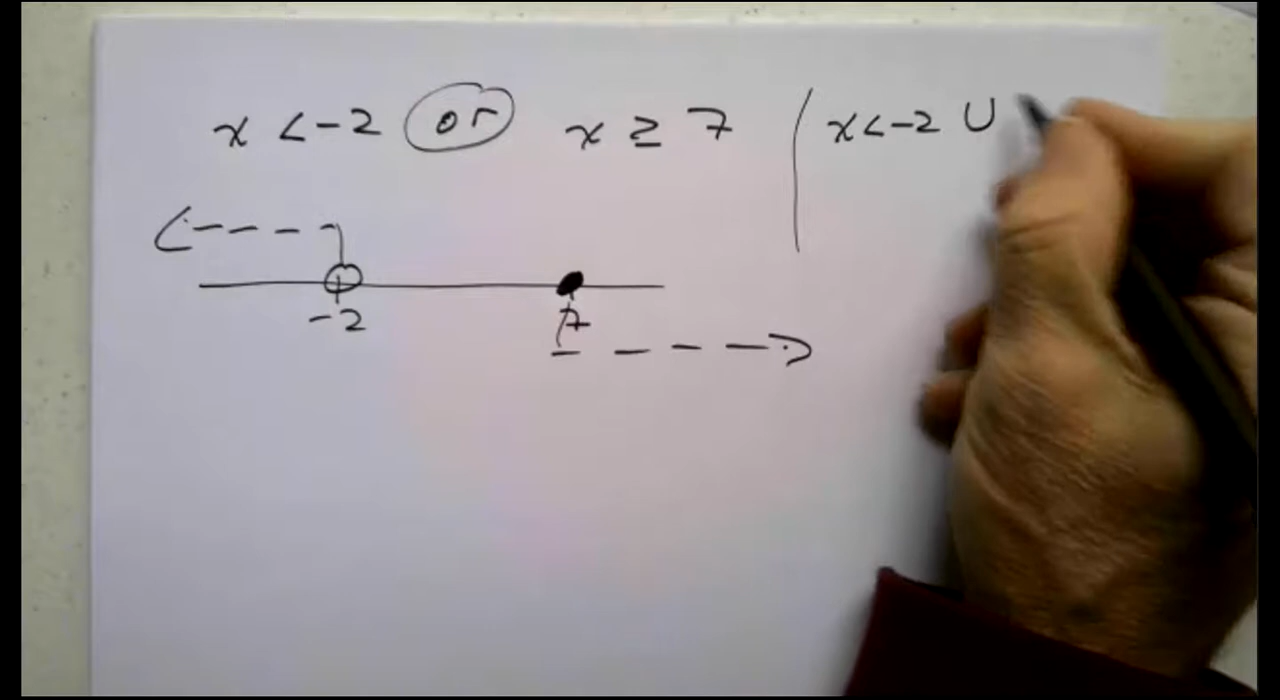 x < -2 or x ≥ 7 | x < -2 ∪
-2 7